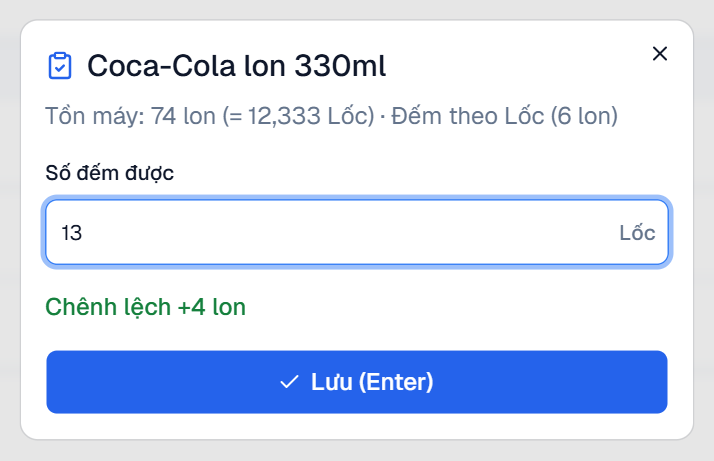 Coca-Cola lon 330ml
Tồn máy: 74 lon (= 12,333 Lốc) · Đếm theo Lốc (6 lon)
Số đếm được
13 Lốc
Chênh lệch +4 lon
Lưu (Enter)